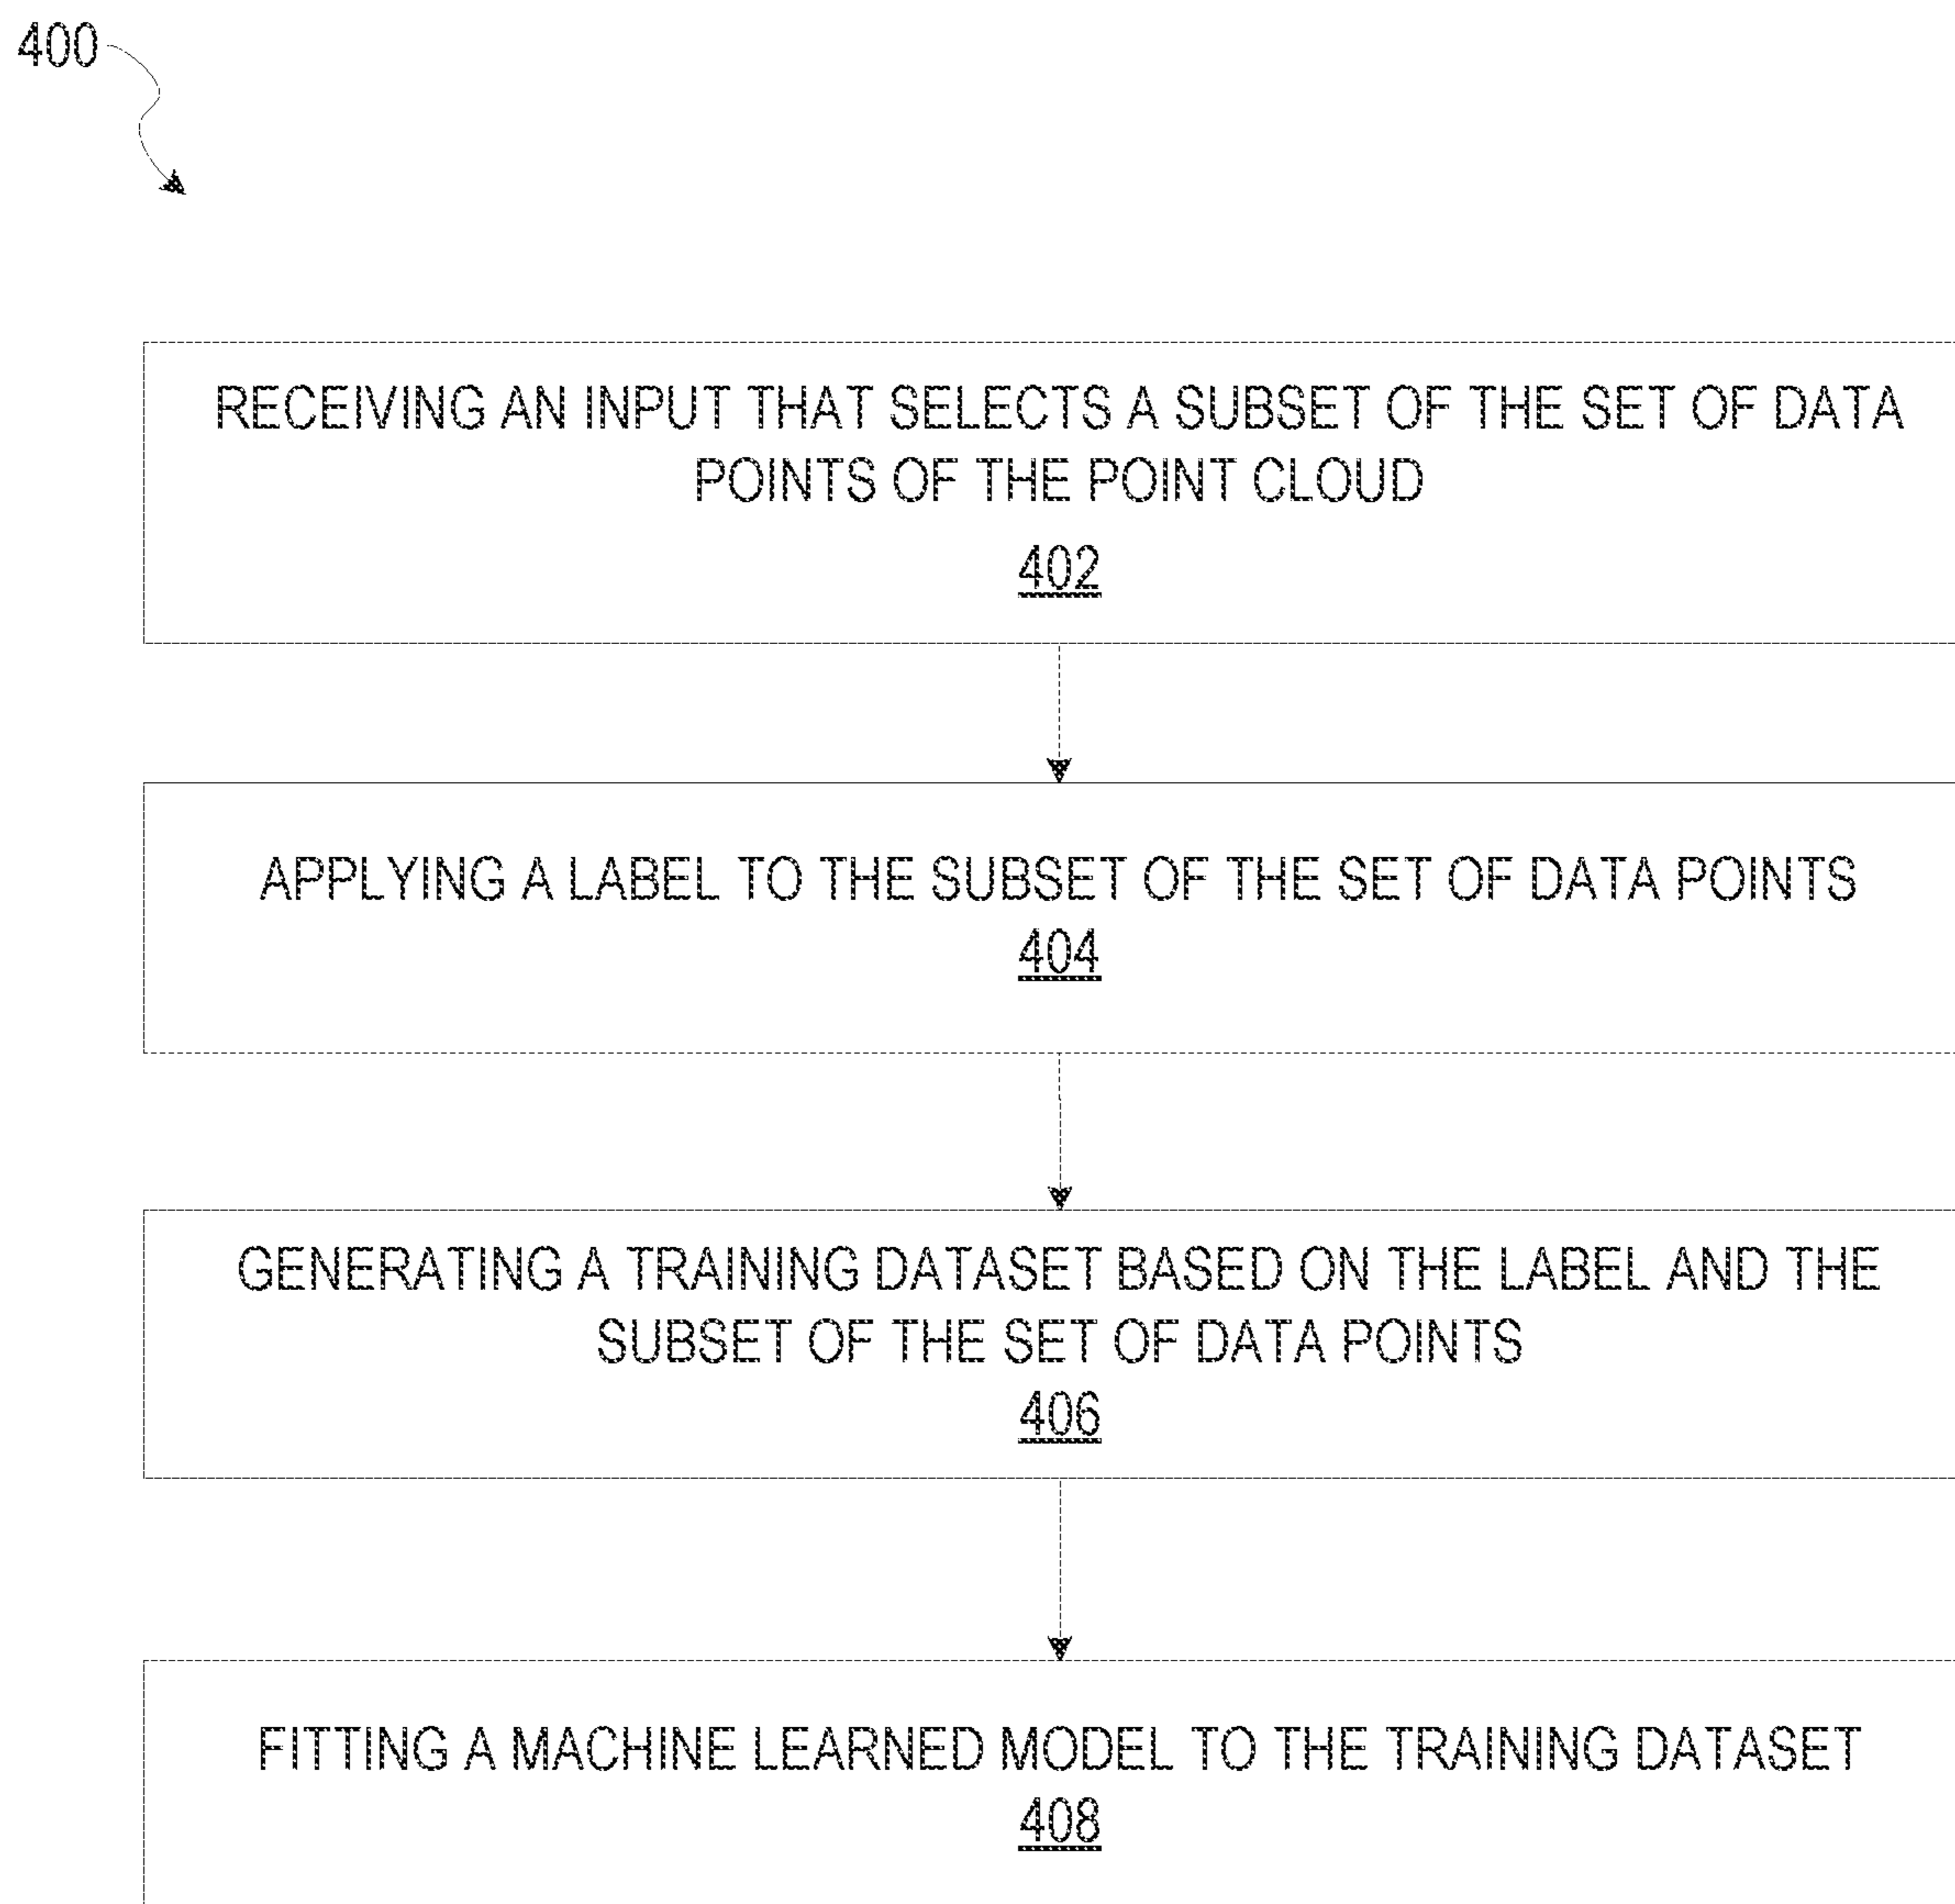 400
RECEIVING AN INPUT THAT SELECTS A SUBSET OF THE SET OF DATA
POINTS OF THE POINT CLOUD
402
APPLYING A LABEL TO THE SUBSET OF THE SET OF DATA POINTS
404
GENERATING A TRAINING DATASET BASED ON THE LABEL AND THE
SUBSET OF THE SET OF DATA POINTS
406
FITTING A MACHINE LEARNED MODEL TO THE TRAINING DATASET
408